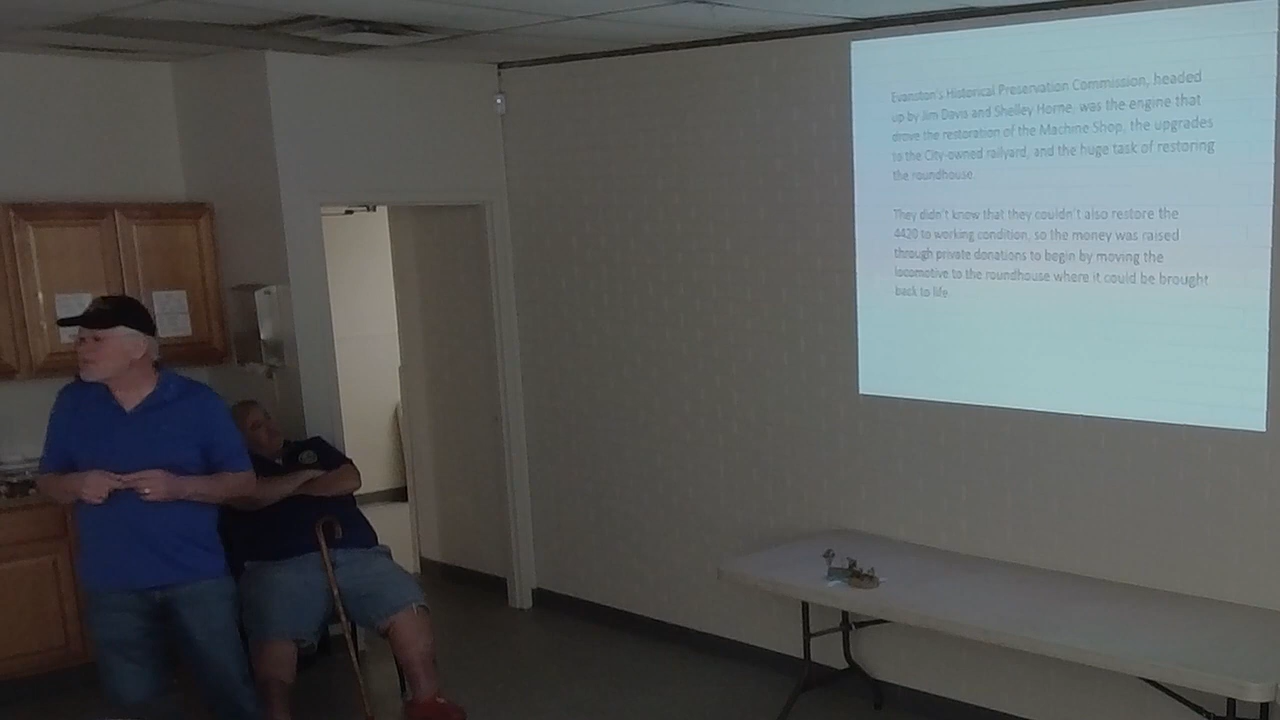 Evanston's Historical Preservation Commission, headed
up by Jim Davis and Shelley Horne, was the engine that
drove the restoration of the Machine Shop, the upgrades
to the City-owned railyard, and the huge task of restoring
the roundhouse.
They didn't know that they couldn't also restore the
4420 to working condition, so the money was raised
through private donations to begin by moving the
locomotive to the roundhouse where it could be brought
back to life.